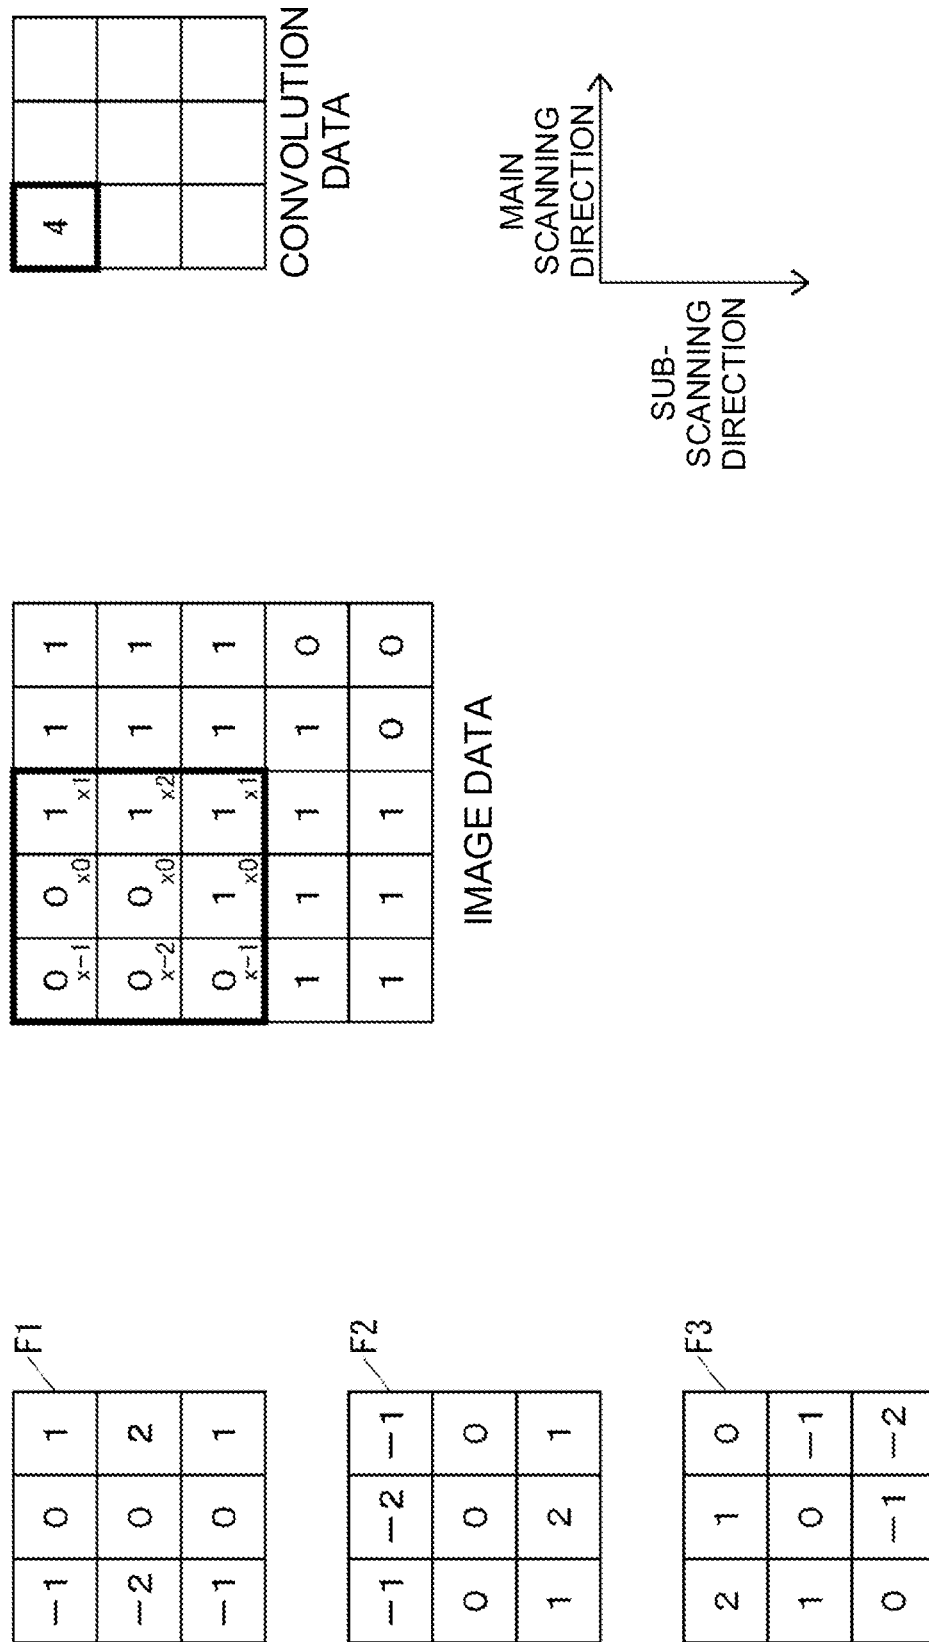 F1
-1 0 1
-2 0 2
-1 0 1
F2
-1 -2 -1
0 0 0
1 2 1
F3
2 1 0
1 0 -1
0 -1 -2
0 0 1 1 1
x-1 x0 x1
0 0 1 1 1
x-2 x0 x2
0 1 1 1 1
x-1 x0 x1
1 1 1 1 0
1 1 1 0 0
IMAGE DATA
4
CONVOLUTION
DATA
MAIN
SCANNING
DIRECTION
SUB-
SCANNING
DIRECTION